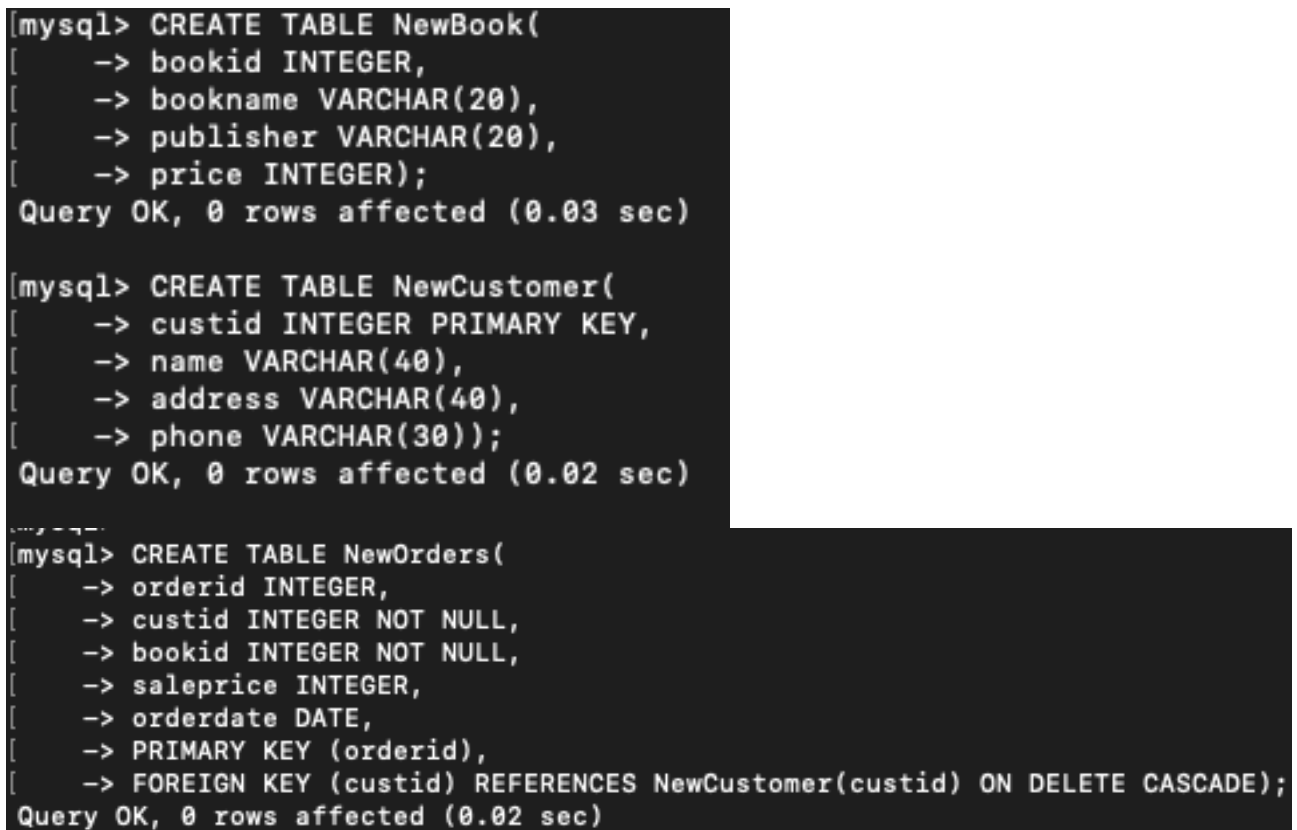 [mysql> CREATE TABLE NewBook(
[    -> bookid INTEGER,
[    -> bookname VARCHAR(20),
[    -> publisher VARCHAR(20),
[    -> price INTEGER);
Query OK, 0 rows affected (0.03 sec)
[mysql> CREATE TABLE NewCustomer(
[    -> custid INTEGER PRIMARY KEY,
[    -> name VARCHAR(40),
[    -> address VARCHAR(40),
[    -> phone VARCHAR(30));
Query OK, 0 rows affected (0.02 sec)
[mysql> CREATE TABLE NewOrders(
[    -> orderid INTEGER,
[    -> custid INTEGER NOT NULL,
[    -> bookid INTEGER NOT NULL,
[    -> saleprice INTEGER,
[    -> orderdate DATE,
[    -> PRIMARY KEY (orderid),
[    -> FOREIGN KEY (custid) REFERENCES NewCustomer(custid) ON DELETE CASCADE);
Query OK, 0 rows affected (0.02 sec)